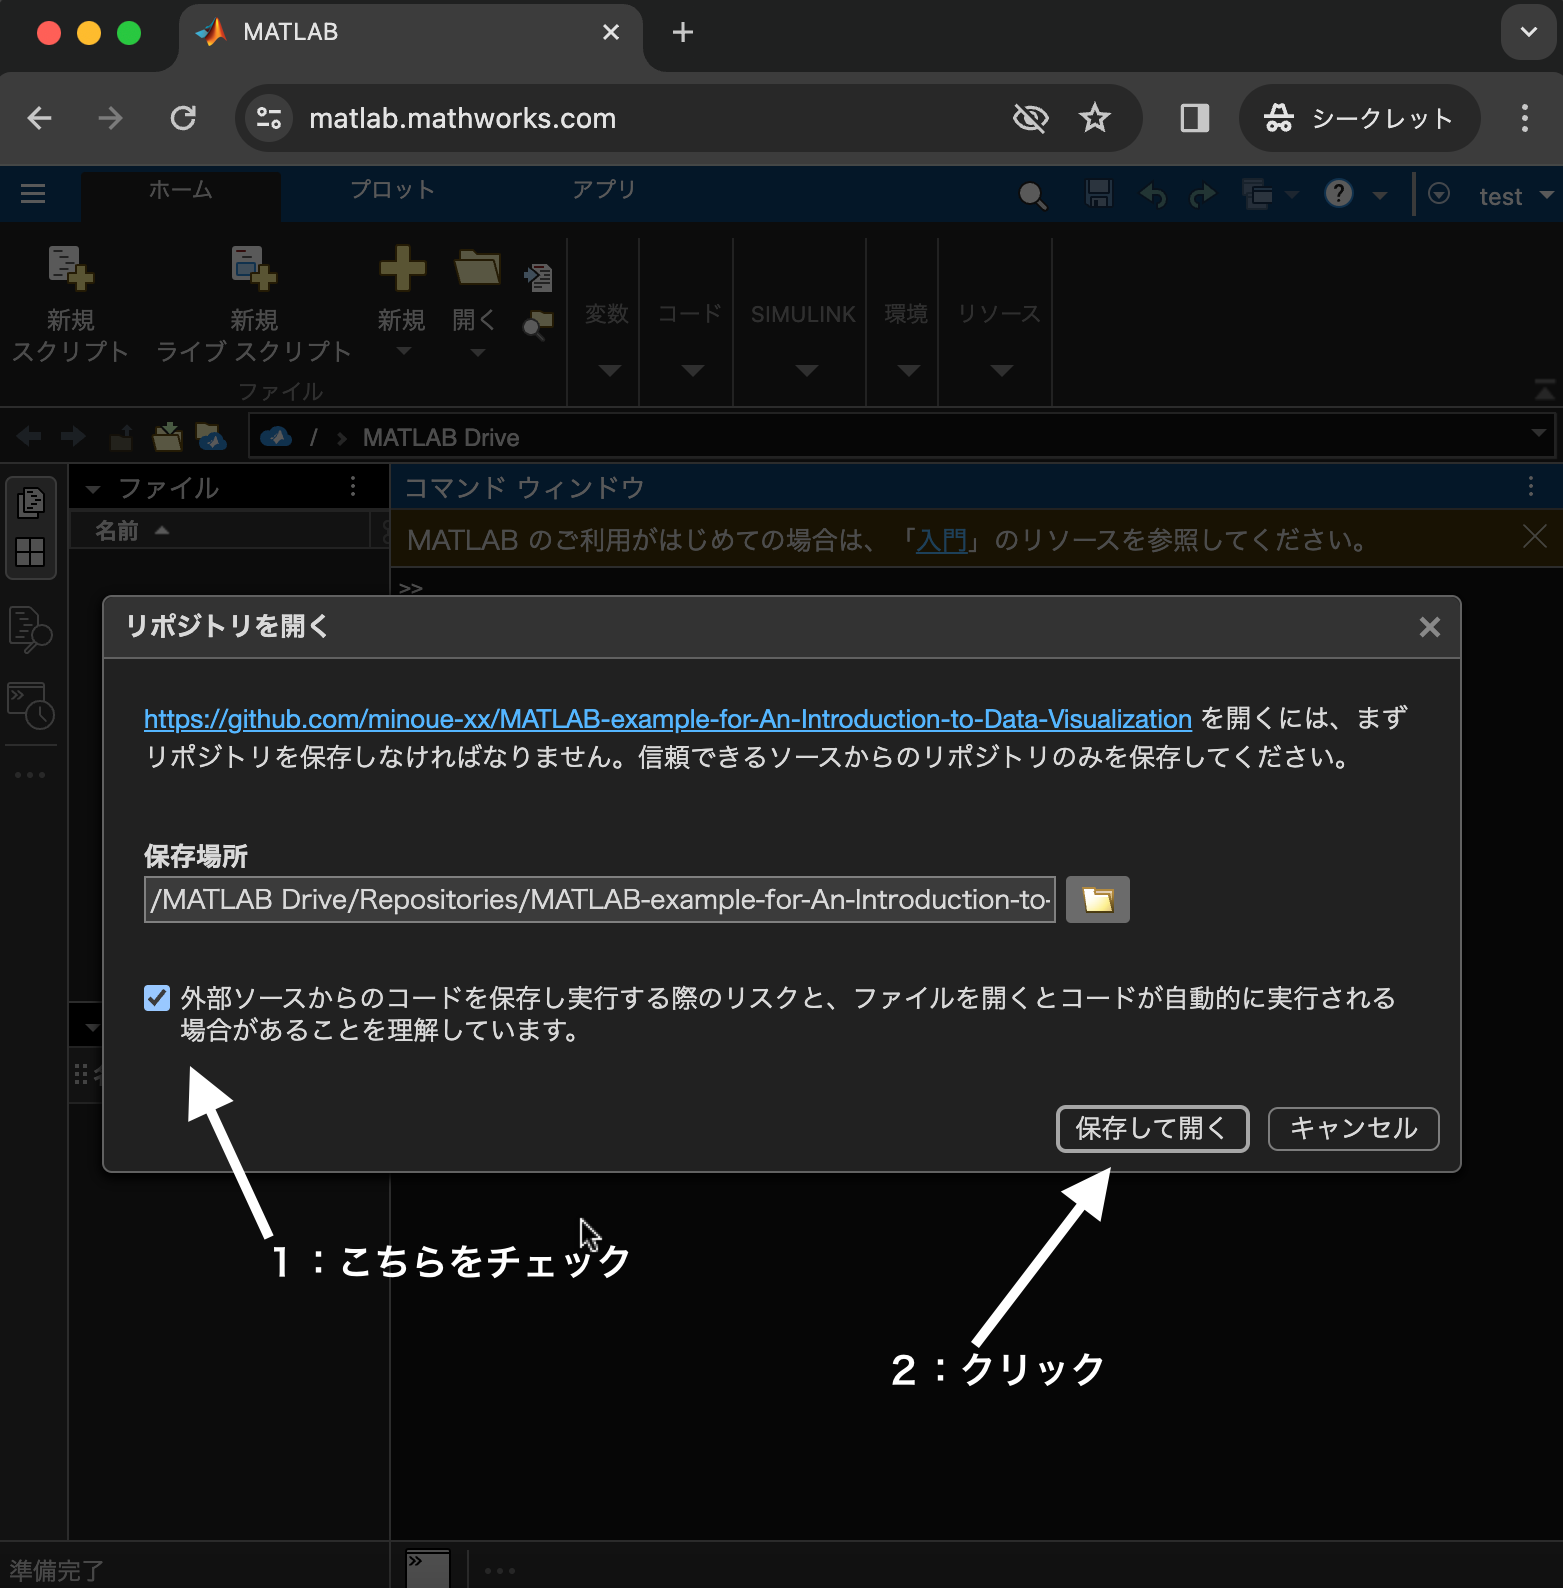 MATLAB
matlab.mathworks.com
シークレット
ホーム
プロット
アプリ
test
新規
スクリプト
新規
ライブ スクリプト
新規
開く
変数
コード
SIMULINK
環境
リソース
ファイル
/ › MATLAB Drive
ファイル
コマンド ウィンドウ
名前
MATLAB のご利用がはじめての場合は、「入門」のリソースを参照してください。
>>
リポジトリを開く
https://github.com/minoue-xx/MATLAB-example-for-An-Introduction-to-Data-Visualization を開くには、まず
リポジトリを保存しなければなりません。信頼できるソースからのリポジトリのみを保存してください。
保存場所
/MATLAB Drive/Repositories/MATLAB-example-for-An-Introduction-to-
外部ソースからのコードを保存し実行する際のリスクと、ファイルを開くとコードが自動的に実行される
場合があることを理解しています。
保存して開く
キャンセル
1：こちらをチェック
2：クリック
準備完了